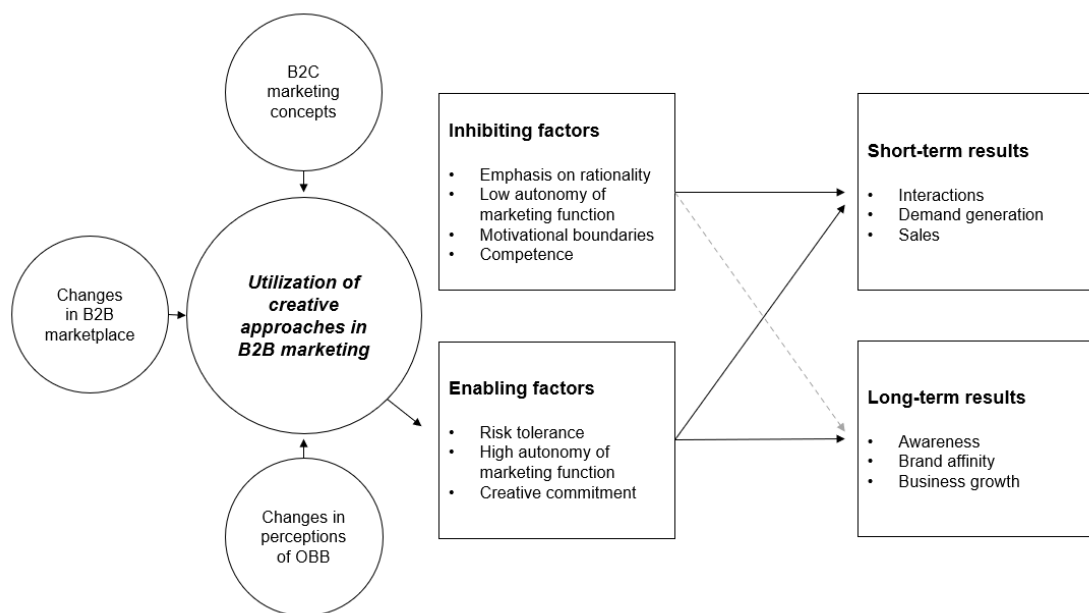 B2C
marketing
concepts
Changes
in B2B
marketplace
Utilization of
creative
approaches in
B2B marketing
Changes in
perceptions
of OBB
Inhibiting factors
• Emphasis on rationality
• Low autonomy of
marketing function
• Motivational boundaries
• Competence
Enabling factors
• Risk tolerance
• High autonomy of
marketing function
• Creative commitment
Short-term results
• Interactions
• Demand generation
• Sales
Long-term results
• Awareness
• Brand affinity
• Business growth